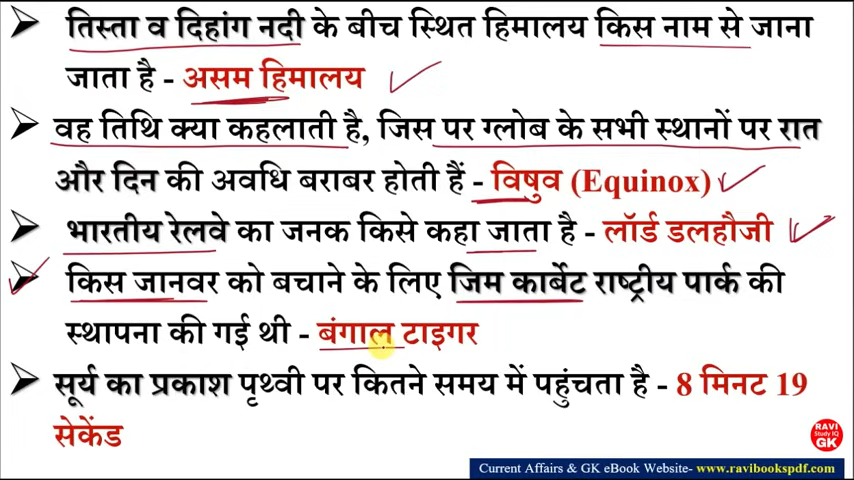 ➤ तिस्ता व दिहांग नदी के बीच स्थित हिमालय किस नाम से जाना
जाता है - असम हिमालय
➤ वह तिथि क्या कहलाती है, जिस पर ग्लोब के सभी स्थानों पर रात
और दिन की अवधि बराबर होती हैं - विषुव (Equinox)
➤ भारतीय रेलवे का जनक किसे कहा जाता है - लॉर्ड डलहौजी
➤ किस जानवर को बचाने के लिए जिम कार्बेट राष्ट्रीय पार्क की
स्थापना की गई थी - बंगाल टाइगर
➤ सूर्य का प्रकाश पृथ्वी पर कितने समय में पहुंचता है - 8 मिनट 19
सेकेंड
RAVI
Study IQ
GK
Current Affairs & GK eBook Website- www.ravibookspdf.com